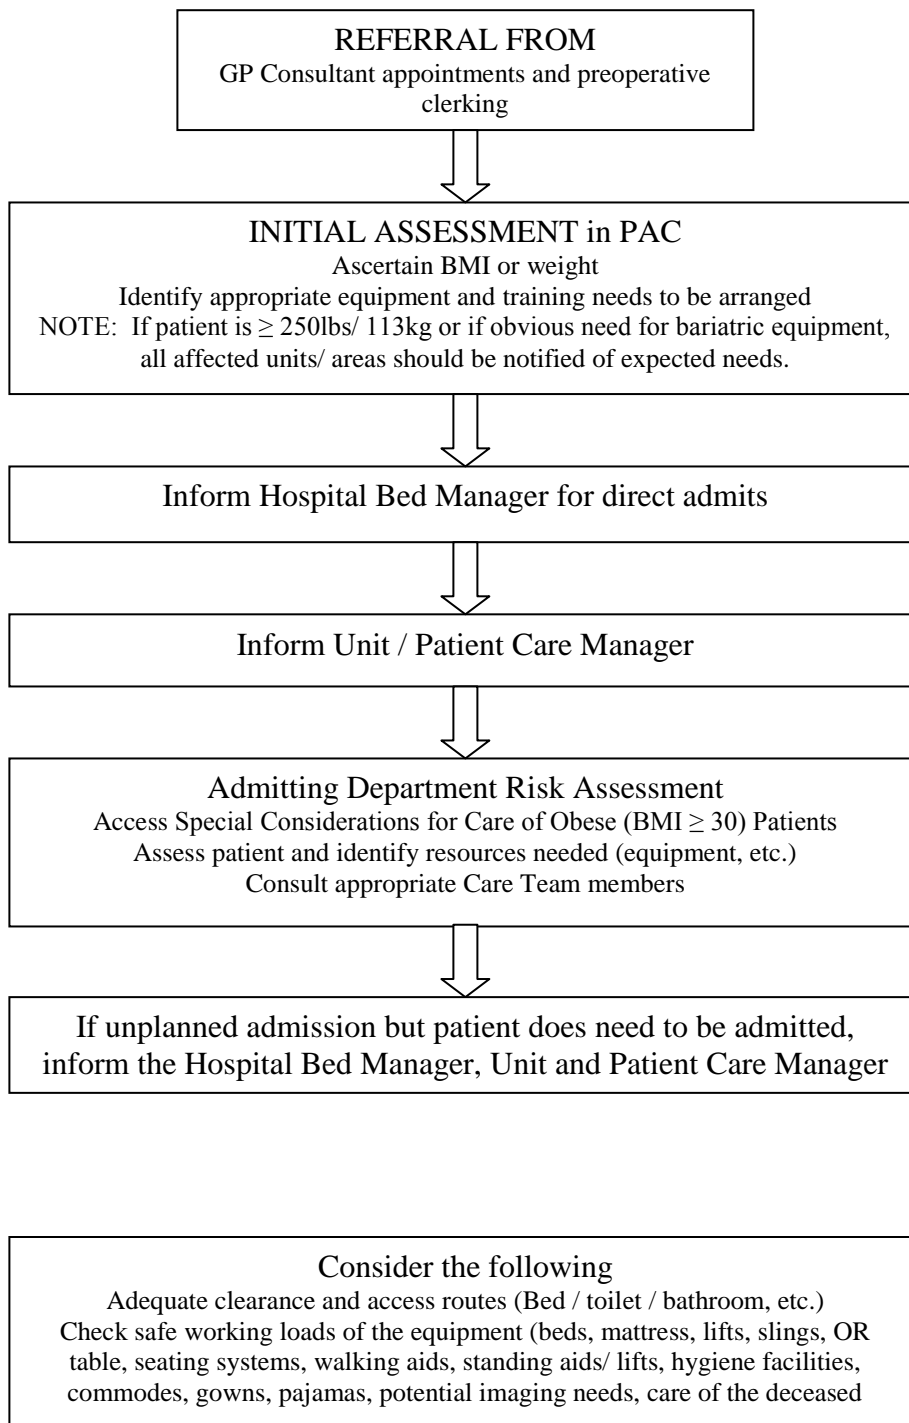 REFERRAL FROM
GP Consultant appointments and preoperative
clerking
INITIAL ASSESSMENT in PAC
Ascertain BMI or weight
Identify appropriate equipment and training needs to be arranged
NOTE:  If patient is ≥ 250lbs/ 113kg or if obvious need for bariatric equipment,
all affected units/ areas should be notified of expected needs.
Inform Hospital Bed Manager for direct admits
Inform Unit / Patient Care Manager
Admitting Department Risk Assessment
Access Special Considerations for Care of Obese (BMI ≥ 30) Patients
Assess patient and identify resources needed (equipment, etc.)
Consult appropriate Care Team members
If unplanned admission but patient does need to be admitted,
inform the Hospital Bed Manager, Unit and Patient Care Manager
Consider the following
Adequate clearance and access routes (Bed / toilet / bathroom, etc.)
Check safe working loads of the equipment (beds, mattress, lifts, slings, OR
table, seating systems, walking aids, standing aids/ lifts, hygiene facilities,
commodes, gowns, pajamas, potential imaging needs, care of the deceased